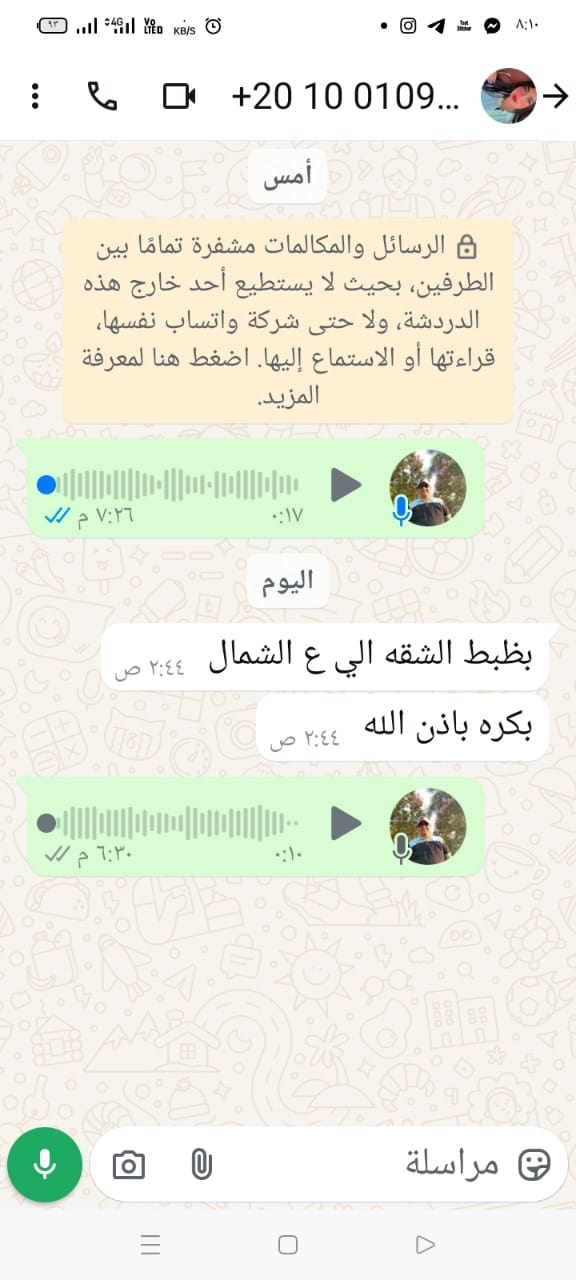 ٩٣ 4G Vo LTED KB/S ٨:١٠
+20 10 0109...
أمس
الرسائل والمكالمات مشفرة تمامًا بين
الطرفين، بحيث لا يستطيع أحد خارج هذه
الدردشة، ولا حتى شركة واتساب نفسها،
قراءتها أو الاستماع إليها. اضغط هنا لمعرفة
المزيد.
٠:١٧
٧:٢٦ م
اليوم
بظبط الشقه الي ع الشمال
٢:٤٤ ص
بكره باذن الله
٢:٤٤ ص
٠:١٠
٦:٣٠ م
مراسلة